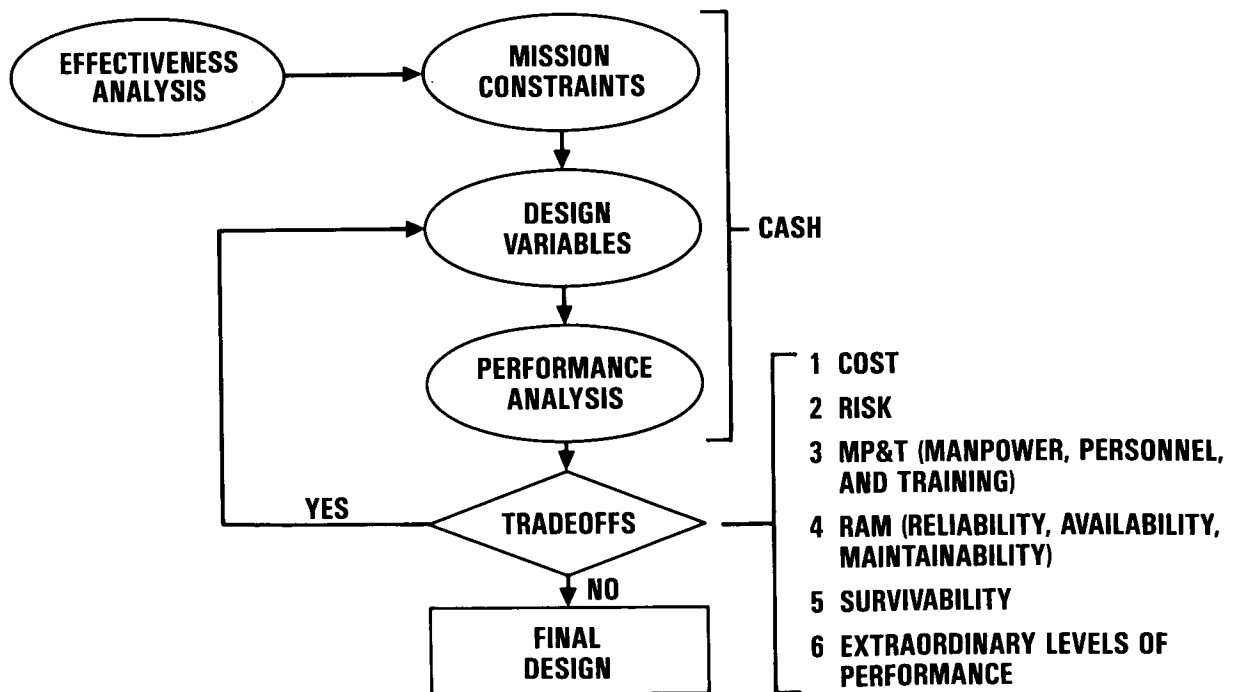 EFFECTIVENESS
ANALYSIS
MISSION
CONSTRAINTS
DESIGN
VARIABLES
CASH
PERFORMANCE
ANALYSIS
YES
TRADEOFFS
NO
FINAL
DESIGN
1 COST
2 RISK
3 MP&T (MANPOWER, PERSONNEL,
AND TRAINING)
4 RAM (RELIABILITY, AVAILABILITY,
MAINTAINABILITY)
5 SURVIVABILITY
6 EXTRAORDINARY LEVELS OF
PERFORMANCE